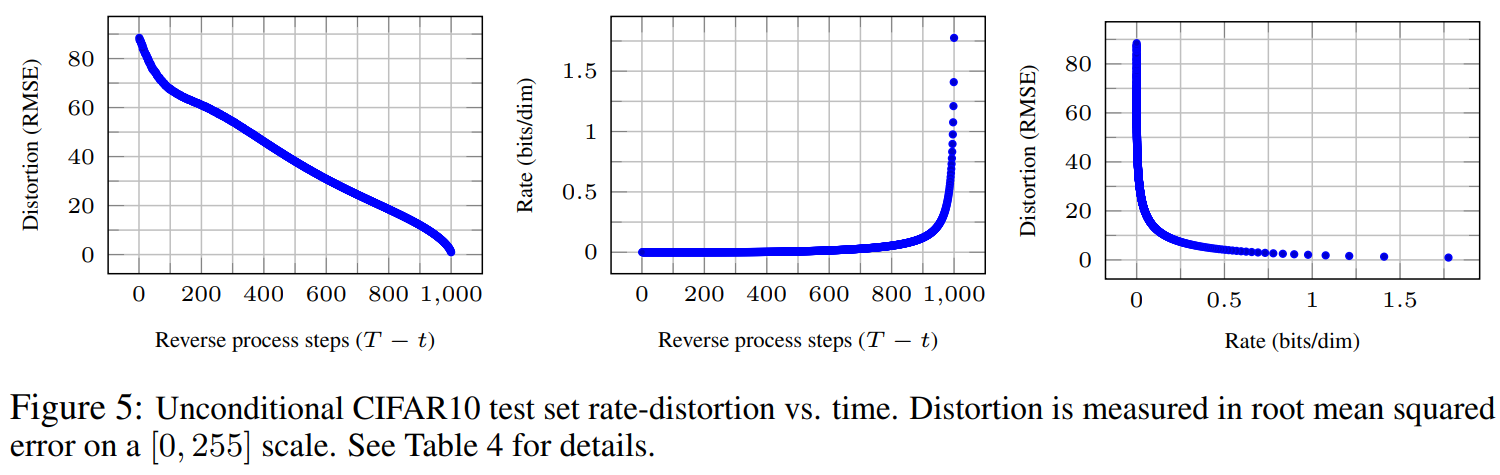 Distortion (RMSE)
80
60
40
20
0
0 200 400 600 800 1,000
Reverse process steps (T − t)
Rate (bits/dim)
1.5
1
0.5
0
0 200 400 600 800 1,000
Reverse process steps (T − t)
Distortion (RMSE)
80
60
40
20
0
0 0.5 1 1.5
Rate (bits/dim)
Figure 5: Unconditional CIFAR10 test set rate-distortion vs. time. Distortion is measured in root mean squared
error on a [0, 255] scale. See Table 4 for details.